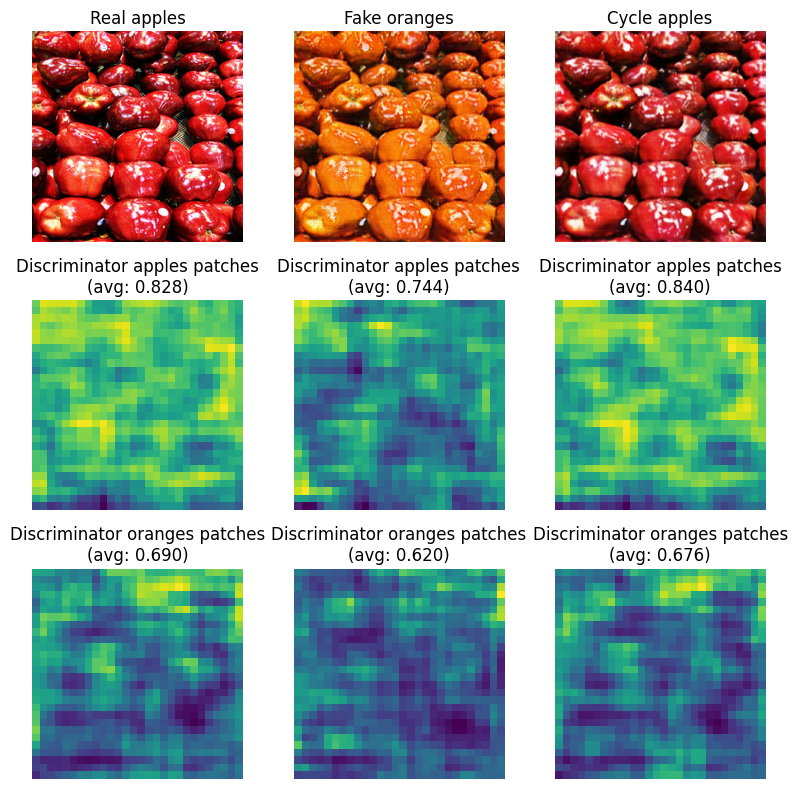 Real apples
Fake oranges
Cycle apples
Discriminator apples patches
(avg: 0.828)
Discriminator apples patches
(avg: 0.744)
Discriminator apples patches
(avg: 0.840)
Discriminator oranges patches
(avg: 0.690)
Discriminator oranges patches
(avg: 0.620)
Discriminator oranges patches
(avg: 0.676)